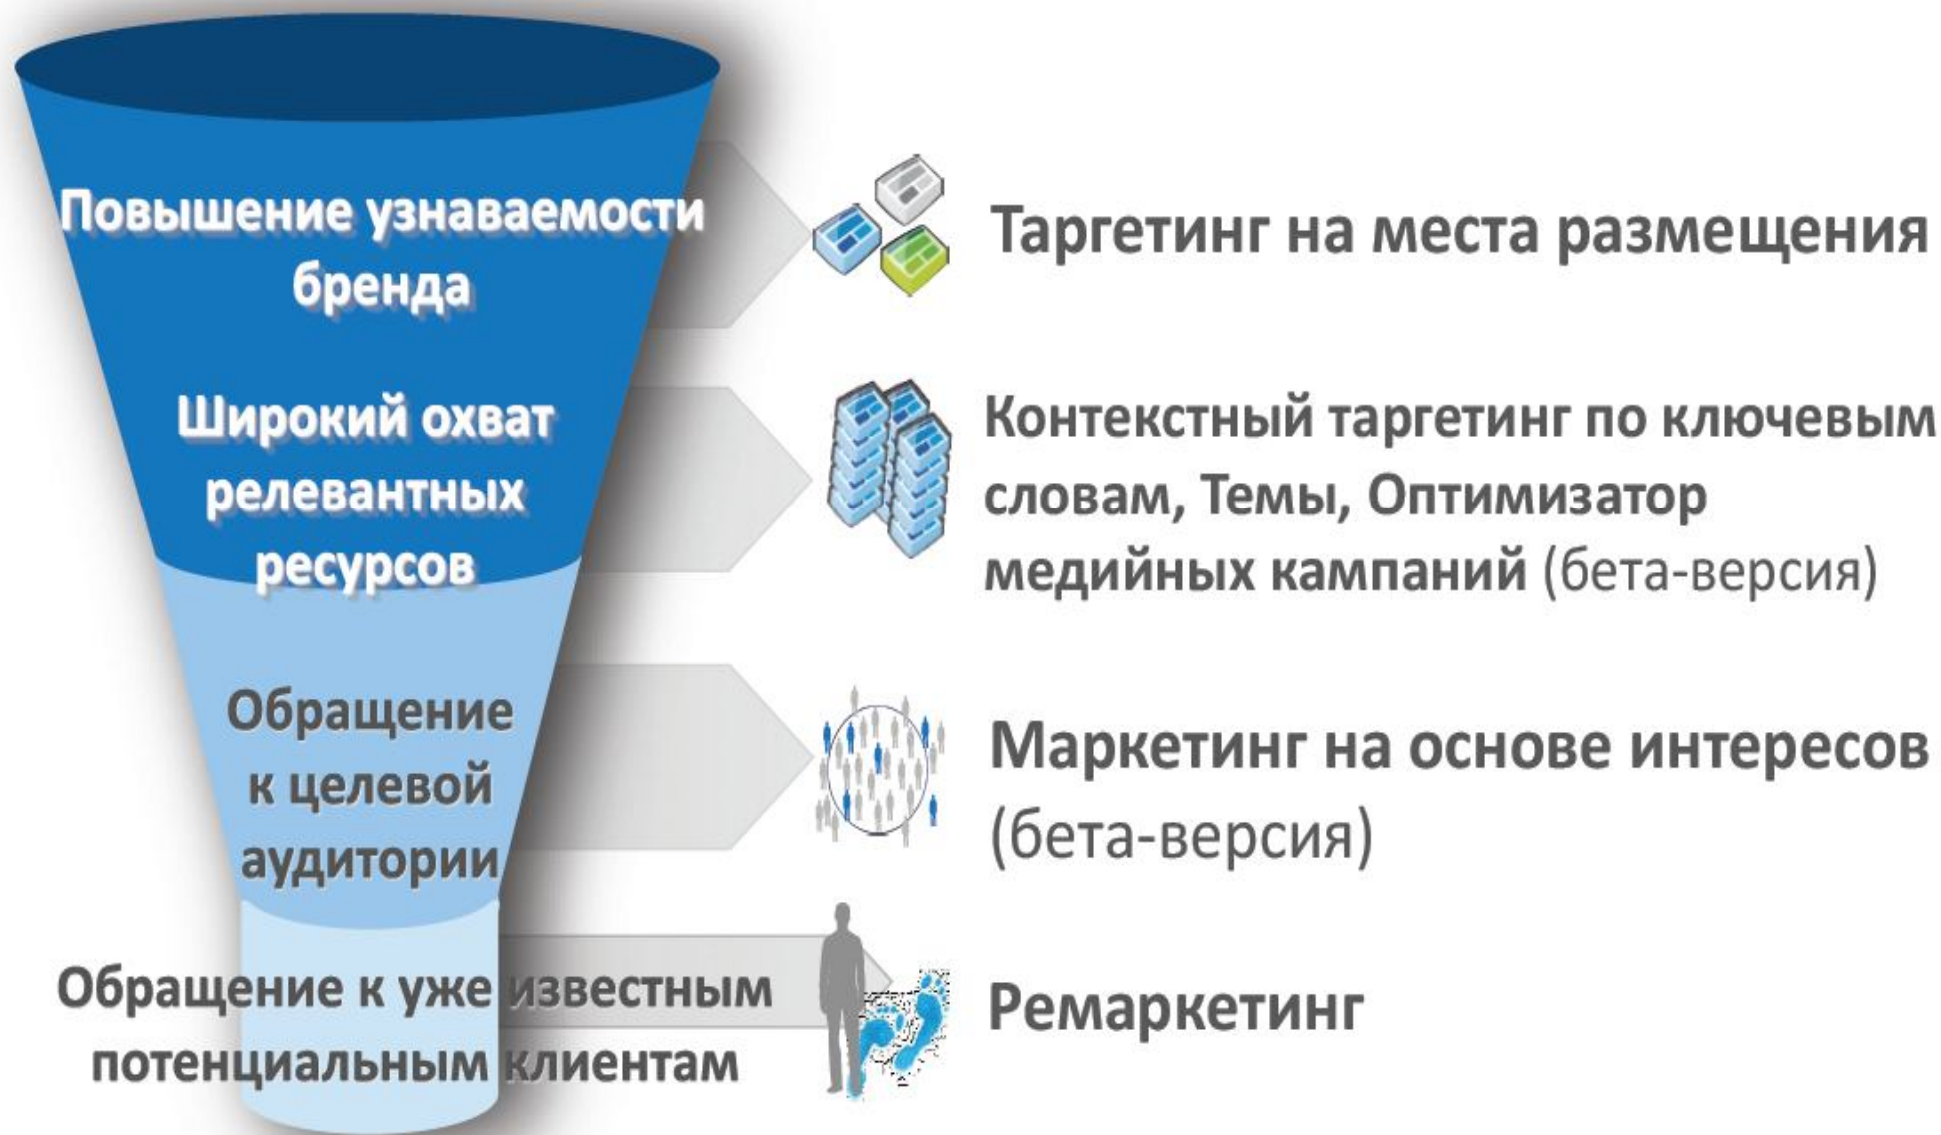 Повышение узнаваемости
бренда
Таргетинг на места размещения
Широкий охват
релевантных
ресурсов
Контекстный таргетинг по ключевым
словам, Темы, Оптимизатор
медийных кампаний (бета-версия)
Обращение
к целевой
аудитории
Маркетинг на основе интересов
(бета-версия)
Обращение к уже известным
потенциальным клиентам
Ремаркетинг